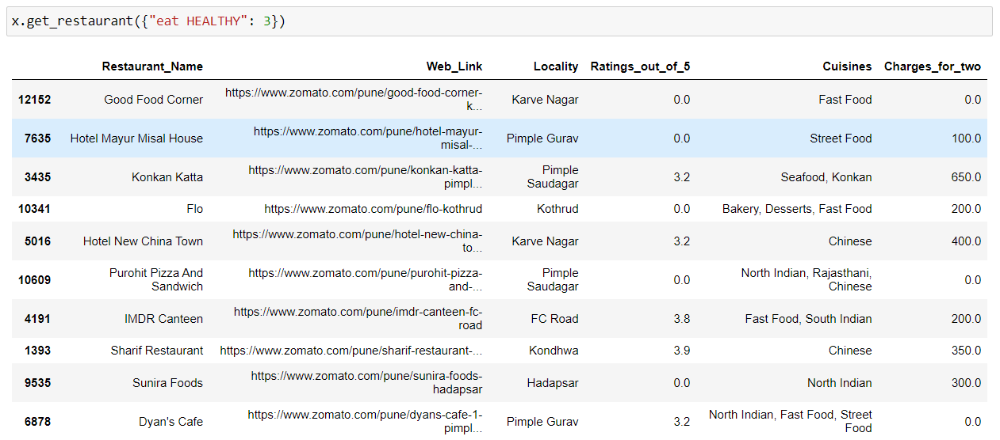 x.get_restaurant({"eat HEALTHY": 3})
Restaurant_Name Web_Link Locality Ratings_out_of_5 Cuisines Charges_for_two
12152 Good Food Corner https://www.zomato.com/pune/good-food-corner-k... Karve Nagar 0.0 Fast Food 0.0
7635 Hotel Mayur Misal House https://www.zomato.com/pune/hotel-mayur-misal-... Pimple Gurav 0.0 Street Food 100.0
3435 Konkan Katta https://www.zomato.com/pune/konkan-katta-pimpl... Pimple Saudagar 3.2 Seafood, Konkan 650.0
10341 Flo https://www.zomato.com/pune/flo-kothrud Kothrud 0.0 Bakery, Desserts, Fast Food 200.0
5016 Hotel New China Town https://www.zomato.com/pune/hotel-new-china-to... Karve Nagar 3.2 Chinese 400.0
10609 Purohit Pizza And Sandwich https://www.zomato.com/pune/purohit-pizza-and-... Pimple Saudagar 0.0 North Indian, Rajasthani, Chinese 0.0
4191 IMDR Canteen https://www.zomato.com/pune/imdr-canteen-fc-road FC Road 3.8 Fast Food, South Indian 200.0
1393 Sharif Restaurant https://www.zomato.com/pune/sharif-restaurant-... Kondhwa 3.9 Chinese 350.0
9535 Sunira Foods https://www.zomato.com/pune/sunira-foods-hadapsar Hadapsar 0.0 North Indian 300.0
6878 Dyan's Cafe https://www.zomato.com/pune/dyans-cafe-1-pimpl... Pimple Gurav 3.2 North Indian, Fast Food, Street Food 0.0